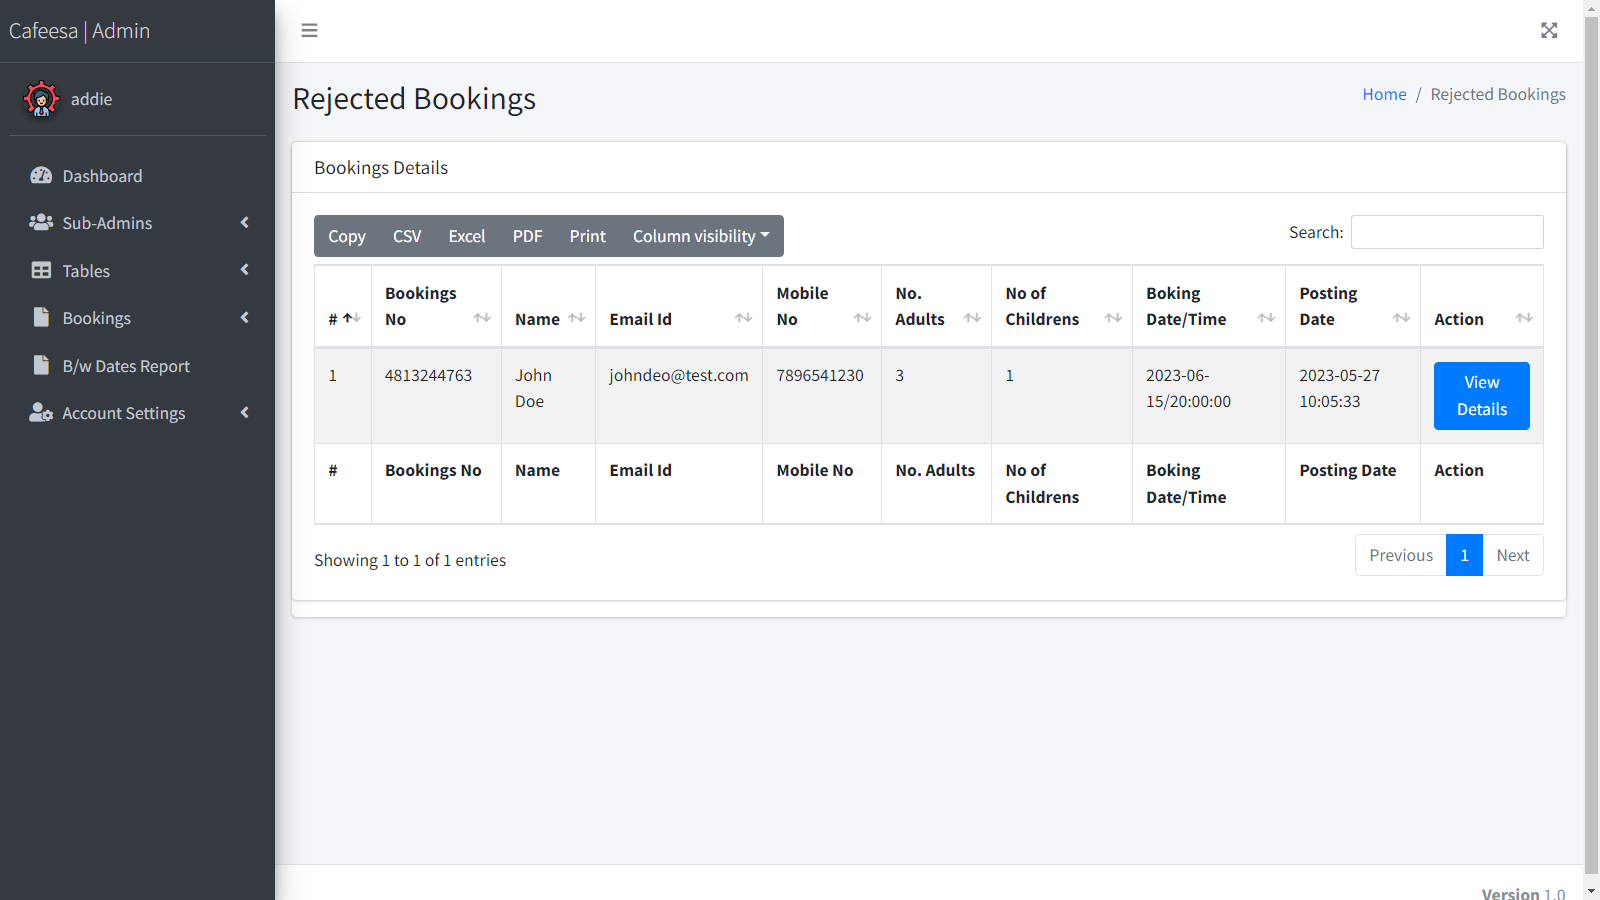 Cafeesa | Admin
addie
Dashboard
Sub-Admins
Tables
Bookings
B/w Dates Report
Account Settings
Rejected Bookings
Home / Rejected Bookings
Bookings Details
Copy CSV Excel PDF Print Column visibility
Search:
# Bookings No Name Email Id Mobile No No. Adults No of Childrens Boking Date/Time Posting Date Action
1 4813244763 John Doe johndeo@test.com 7896541230 3 1 2023-06-15/20:00:00 2023-05-27 10:05:33 View Details
# Bookings No Name Email Id Mobile No No. Adults No of Childrens Boking Date/Time Posting Date Action
Showing 1 to 1 of 1 entries
Previous 1 Next
Version 1.0